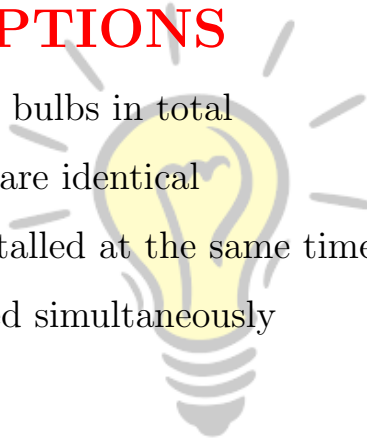 PTIONS
bulbs in total
are identical
talled at the same time
d simultaneously